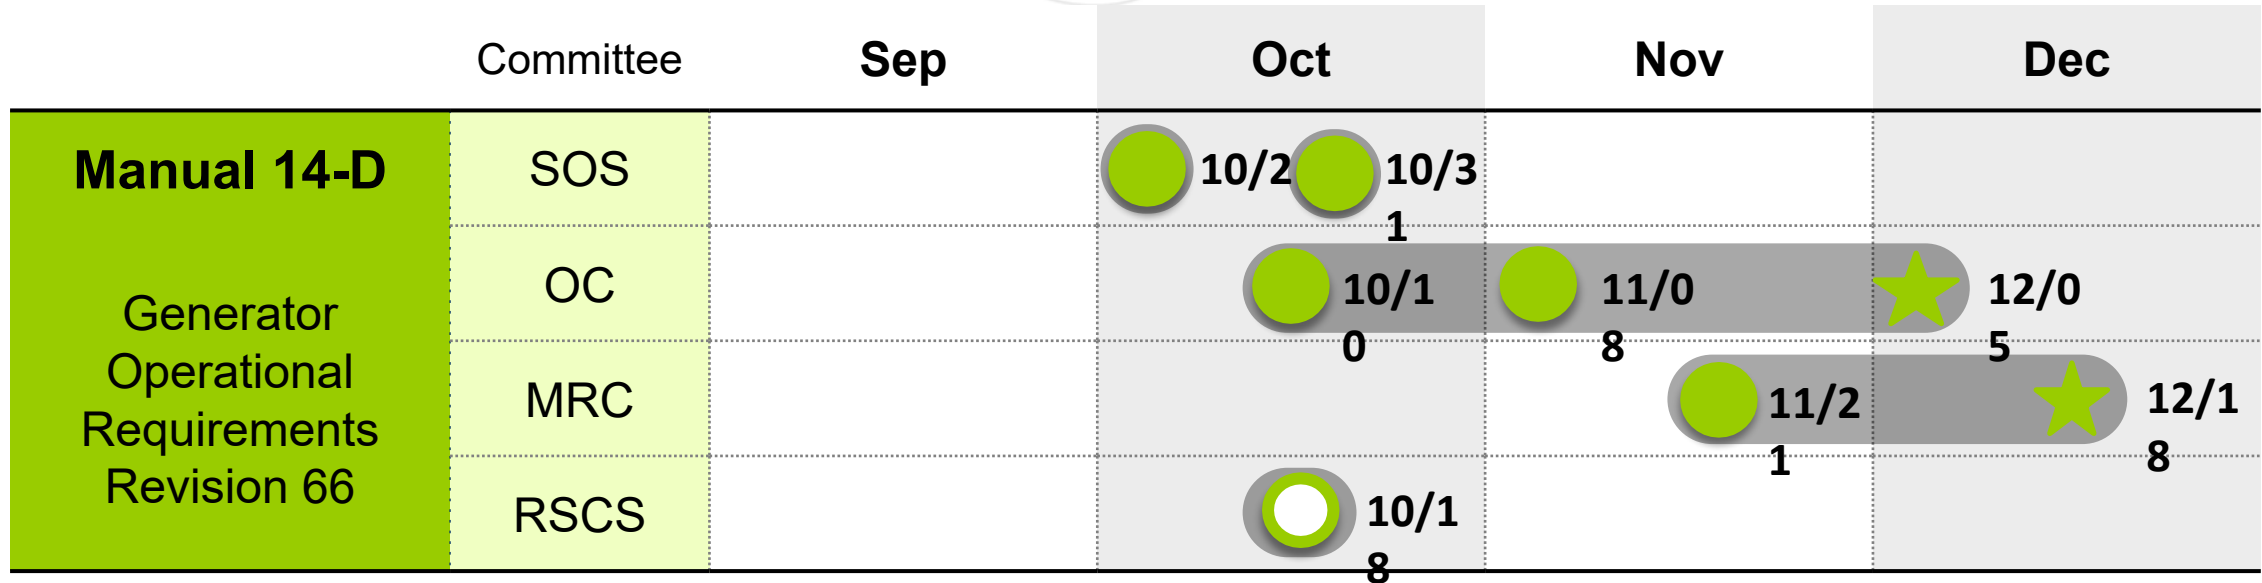 Committee Sep Oct Nov Dec
Manual 14-D
Generator
Operational
Requirements
Revision 66
SOS 10/2 10/3
1
OC 10/1 11/0 12/0
0 8 5
MRC 11/2 12/1
1 8
RSCS 10/1
8